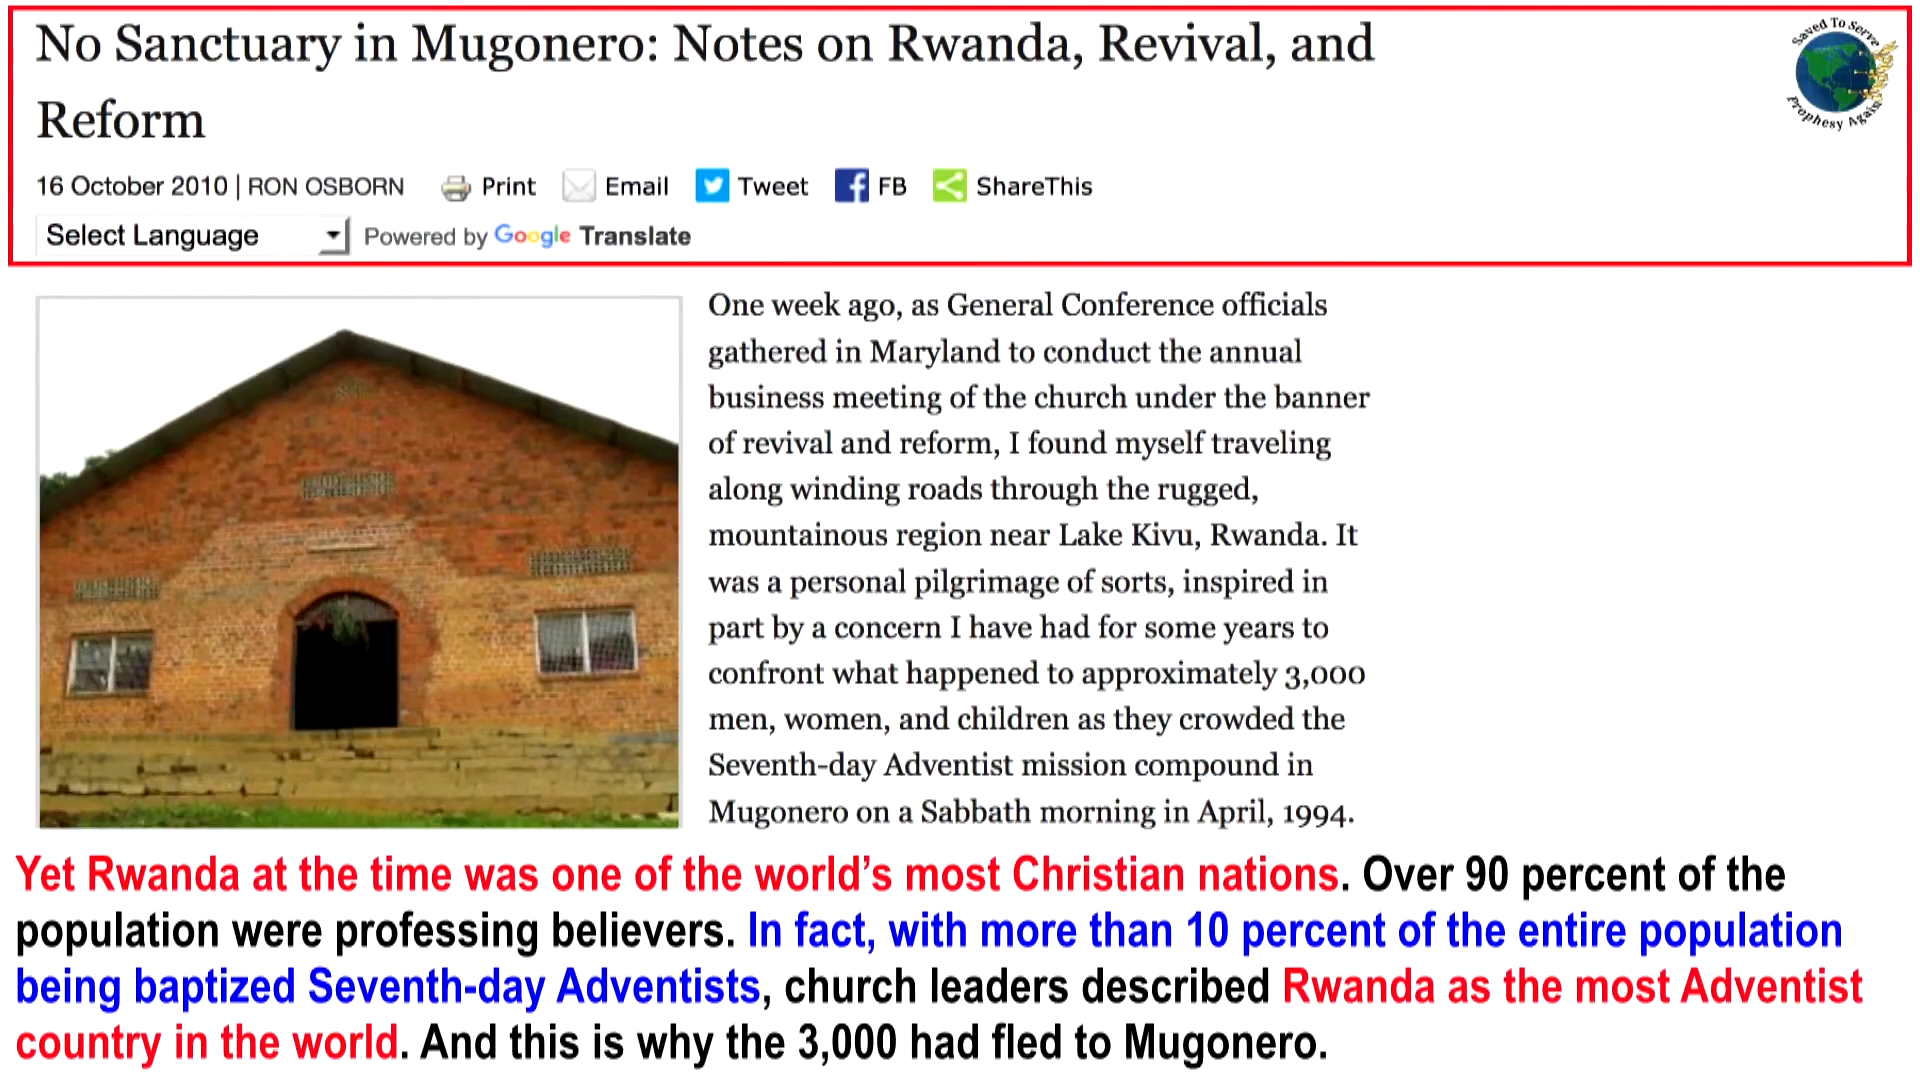 No Sanctuary in Mugonero: Notes on Rwanda, Revival, and
Reform
Saved To Serve
Prophesy Again
16 October 2010 | RON OSBORN Print Email Tweet FB ShareThis
Select Language Powered by Google Translate
One week ago, as General Conference officials
gathered in Maryland to conduct the annual
business meeting of the church under the banner
of revival and reform, I found myself traveling
along winding roads through the rugged,
mountainous region near Lake Kivu, Rwanda. It
was a personal pilgrimage of sorts, inspired in
part by a concern I have had for some years to
confront what happened to approximately 3,000
men, women, and children as they crowded the
Seventh-day Adventist mission compound in
Mugonero on a Sabbath morning in April, 1994.
Yet Rwanda at the time was one of the world’s most Christian nations. Over 90 percent of the
population were professing believers. In fact, with more than 10 percent of the entire population
being baptized Seventh-day Adventists, church leaders described Rwanda as the most Adventist
country in the world. And this is why the 3,000 had fled to Mugonero.